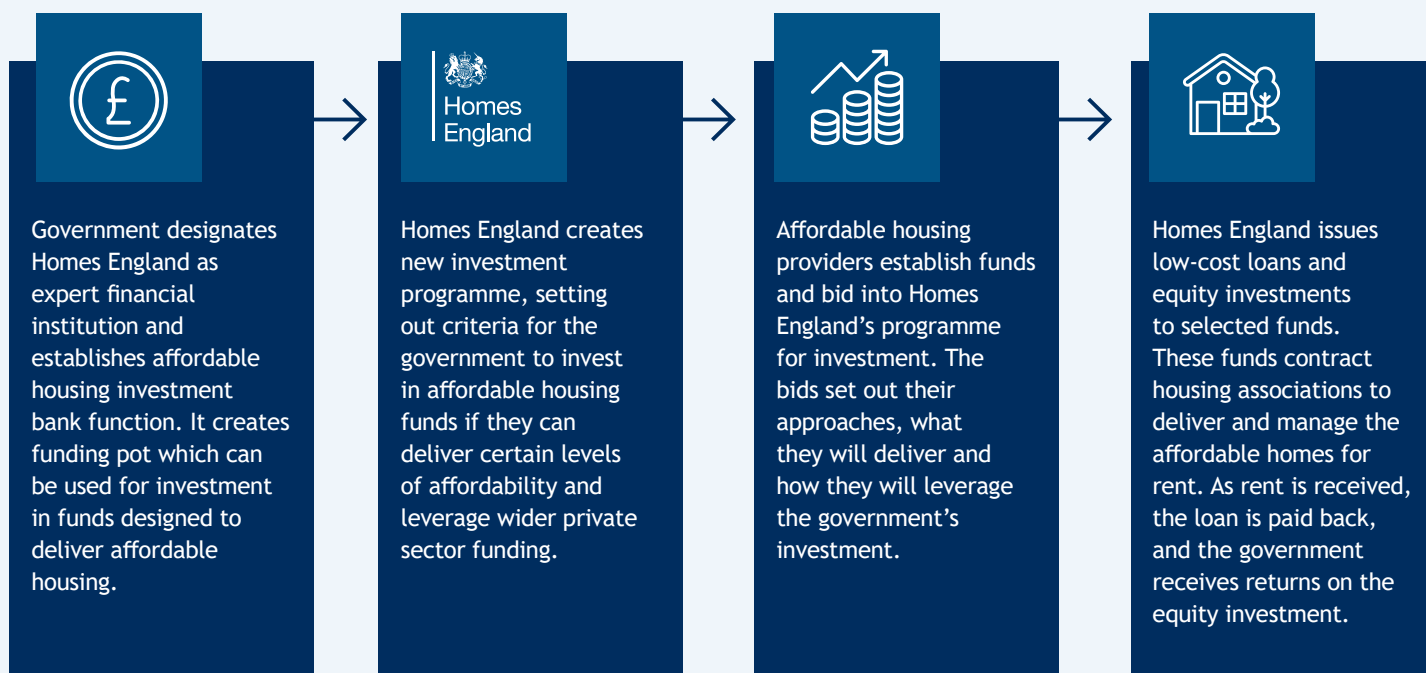 £
Homes
England
Government designates
Homes England as
expert financial
institution and
establishes affordable
housing investment
bank function. It creates
funding pot which can
be used for investment
in funds designed to
deliver affordable
housing.
Homes England creates
new investment
programme, setting
out criteria for the
government to invest
in affordable housing
funds if they can
deliver certain levels
of affordability and
leverage wider private
sector funding.
Affordable housing
providers establish funds
and bid into Homes
England’s programme
for investment. The
bids set out their
approaches, what
they will deliver and
how they will leverage
the government’s
investment.
Homes England issues
low-cost loans and
equity investments
to selected funds.
These funds contract
housing associations to
deliver and manage the
affordable homes for
rent. As rent is received,
the loan is paid back,
and the government
receives returns on the
equity investment.